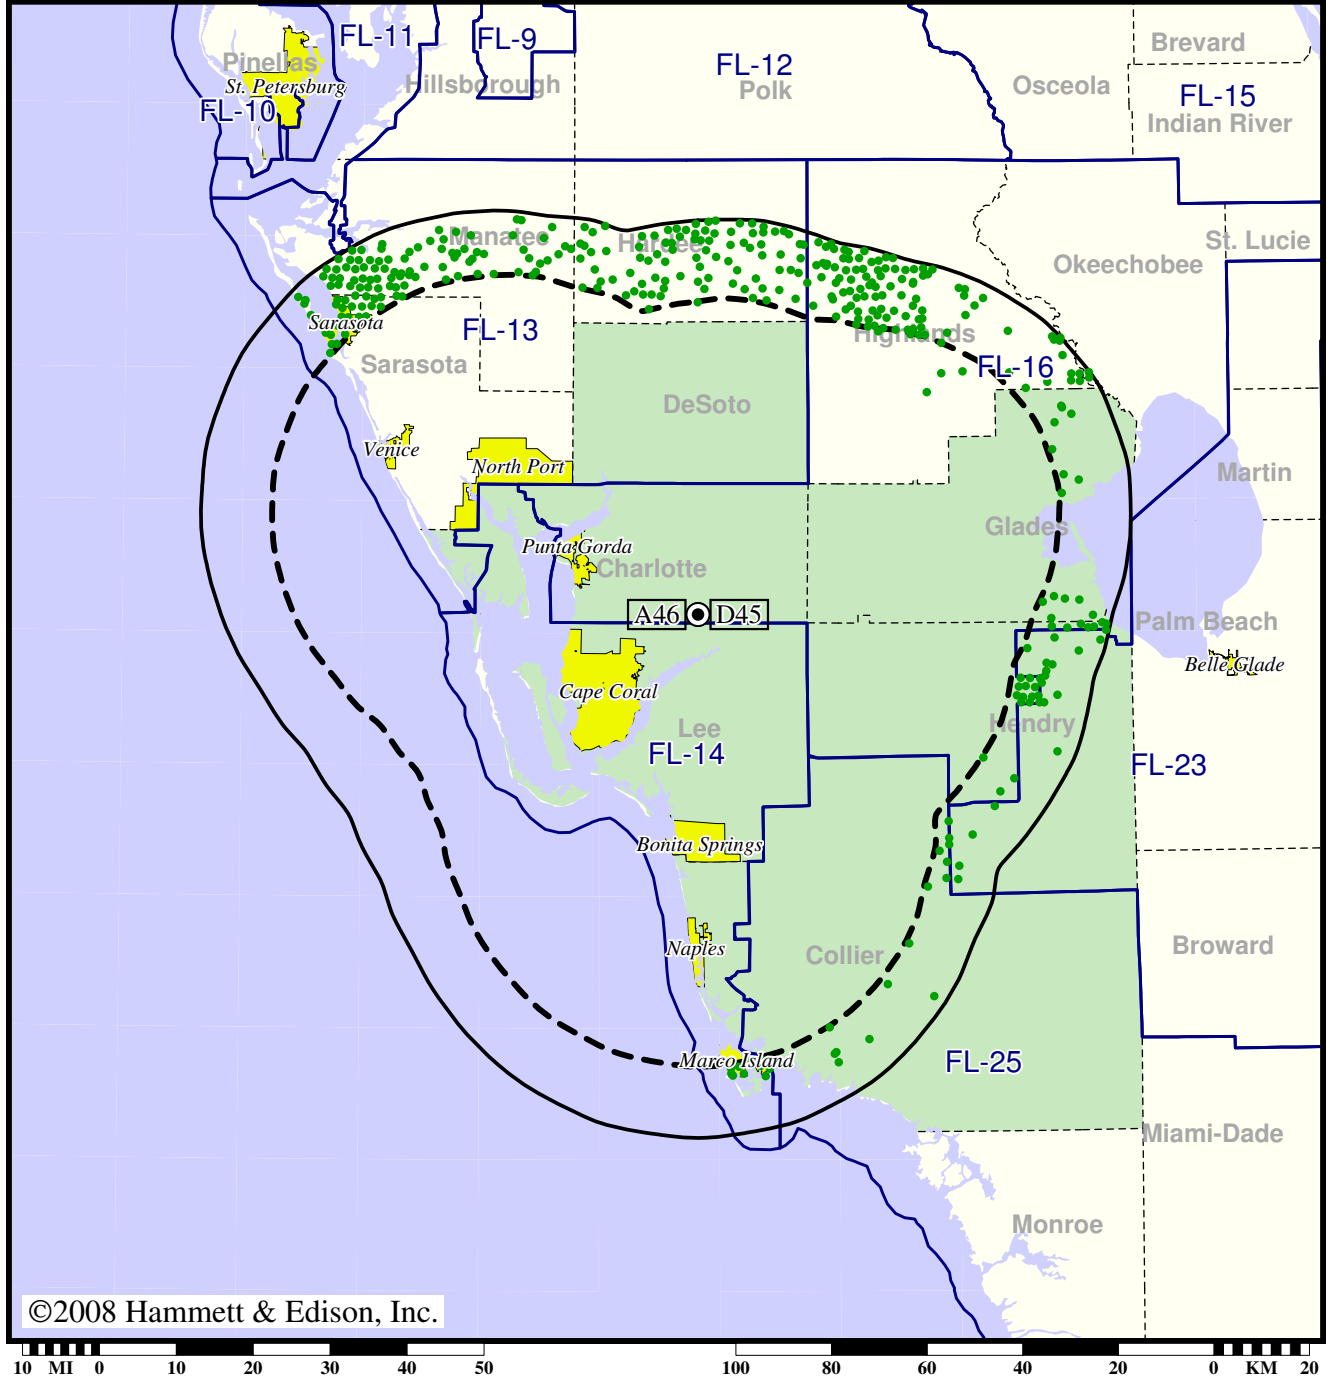 FL-11
FL-9
Brevard
Pinellas
FL-12
St. Petersburg
Hillsborough
Polk
Osceola
FL-15
FL-10
Indian River
Manatee
Hardee
St. Lucie
Okeechobee
Sarasota
FL-13
Highlands
Sarasota
FL-16
DeSoto
Venice
North Port
Martin
Glades
Punta Gorda
Charlotte
A46
D45
Palm Beach
Belle Glade
Cape Coral
Lee
Hendry
FL-14
FL-23
Bonita Springs
Naples
Collier
Broward
Marco Island
FL-25
Miami-Dade
Monroe
©2008 Hammett & Edison, Inc.
10 MI 0 10 20 30 40 50 100 80 60 40 20 0 KM 20